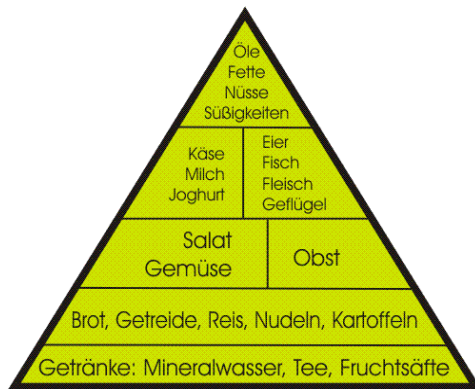 Öle
Fette
Nüsse
Süßigkeiten
Käse
Milch
Joghurt
Eier
Fisch
Fleisch
Geflügel
Salat
Gemüse
Obst
Brot, Getreide, Reis, Nudeln, Kartoffeln
Getränke: Mineralwasser, Tee, Fruchtsäfte